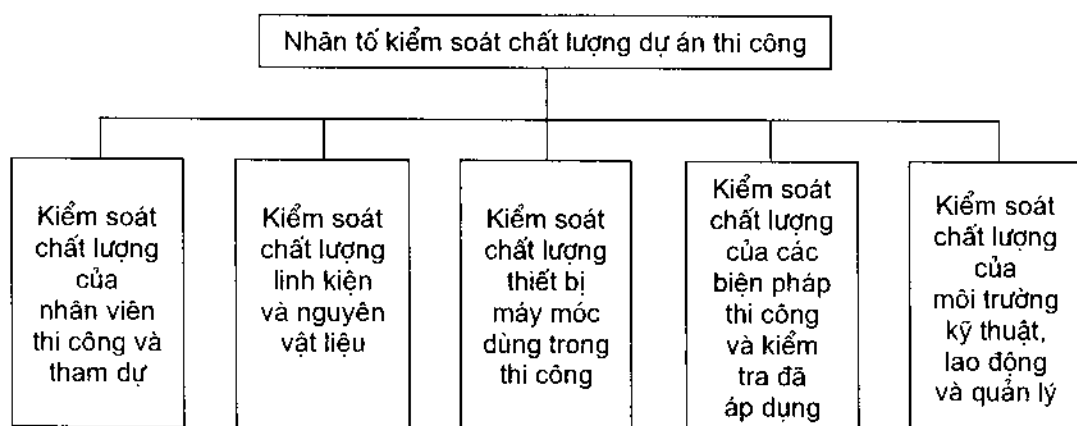 Nhân tố kiểm soát chất lượng dự án thi công
Kiểm soát
chất lượng
của
nhân viên
thi công và
tham dự
Kiểm soát
chất lượng
linh kiện
và nguyên
vật liệu
Kiểm soát
chất lượng
thiết bị
máy móc
dùng trong
thi công
Kiểm soát
chất lượng
của các
biện pháp
thi công
và kiểm
tra đã
áp dụng
Kiểm soát
chất lượng
của
môi trường
kỹ thuật,
lao động
và quản lý